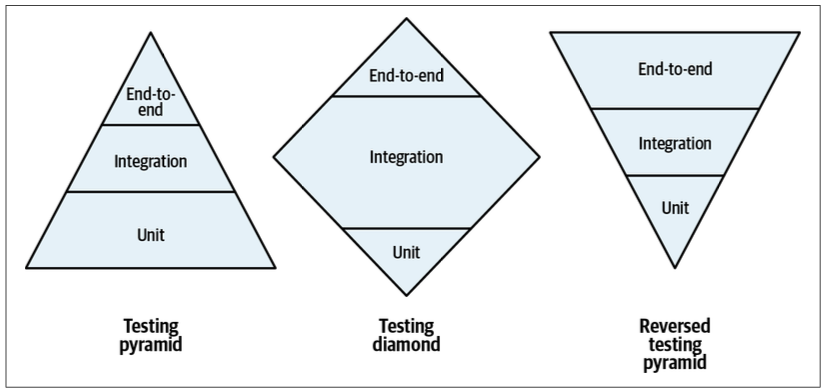 End-to-
end
Integration
Unit
Testing
pyramid
End-to-end
Integration
Unit
Testing
diamond
End-to-end
Integration
Unit
Reversed
testing
pyramid